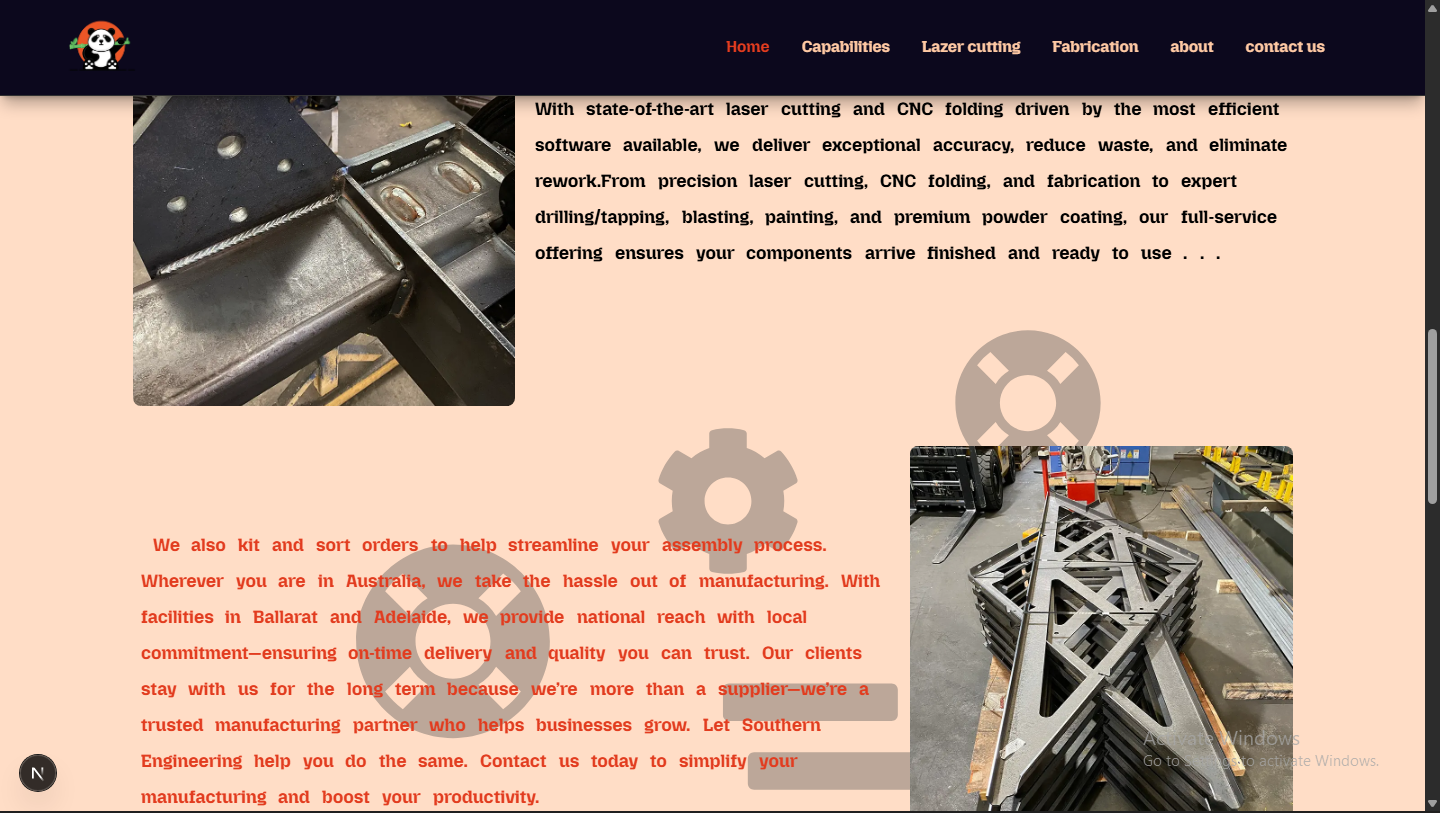 Home Capabilities Lazer cutting Fabrication about contact us
With state-of-the-art laser cutting and CNC folding driven by the most efficient
software available, we deliver exceptional accuracy, reduce waste, and eliminate
rework.From precision laser cutting, CNC folding, and fabrication to expert
drilling/tapping, blasting, painting, and premium powder coating, our full-service
offering ensures your components arrive finished and ready to use . . .
We also kit and sort orders to help streamline your assembly process.
Wherever you are in Australia, we take the hassle out of manufacturing. With
facilities in Ballarat and Adelaide, we provide national reach with local
commitment—ensuring on-time delivery and quality you can trust. Our clients
stay with us for the long term because we're more than a supplier—we're a
trusted manufacturing partner who helps businesses grow. Let Southern
Engineering help you do the same. Contact us today to simplify your
manufacturing and boost your productivity.
Activate Windows
Go to Settings to activate Windows.
N